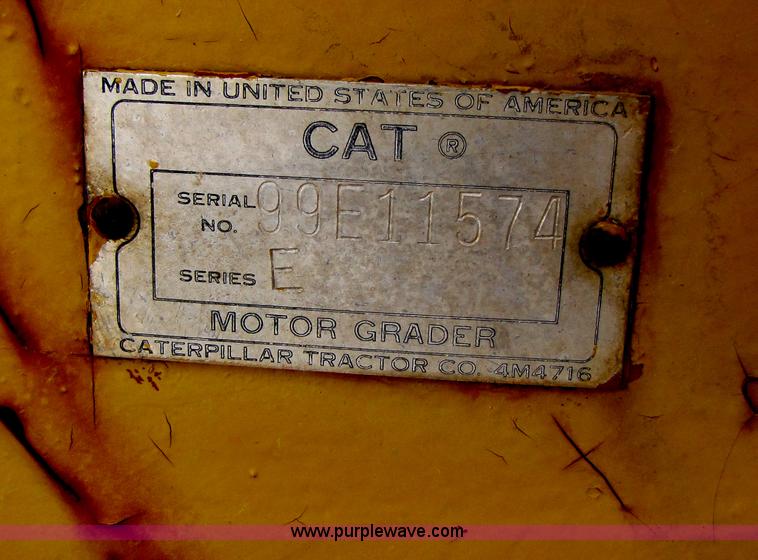 MADE IN UNITED STATES OF AMERICA
CAT ®
SERIAL NO. 99E11574
SERIES E
MOTOR GRADER
CATERPILLAR TRACTOR CO. 4M4716
www.purplewave.com